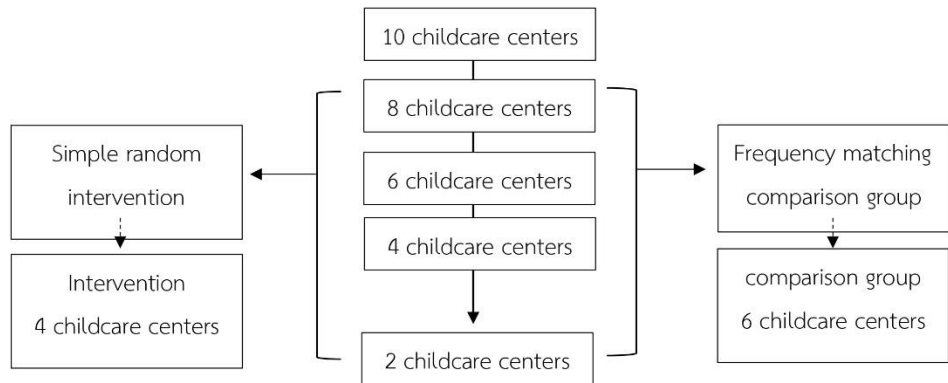 10 childcare centers
8 childcare centers
6 childcare centers
4 childcare centers
2 childcare centers
Simple random
intervention
Intervention
4 childcare centers
Frequency matching
comparison group
comparison group
6 childcare centers